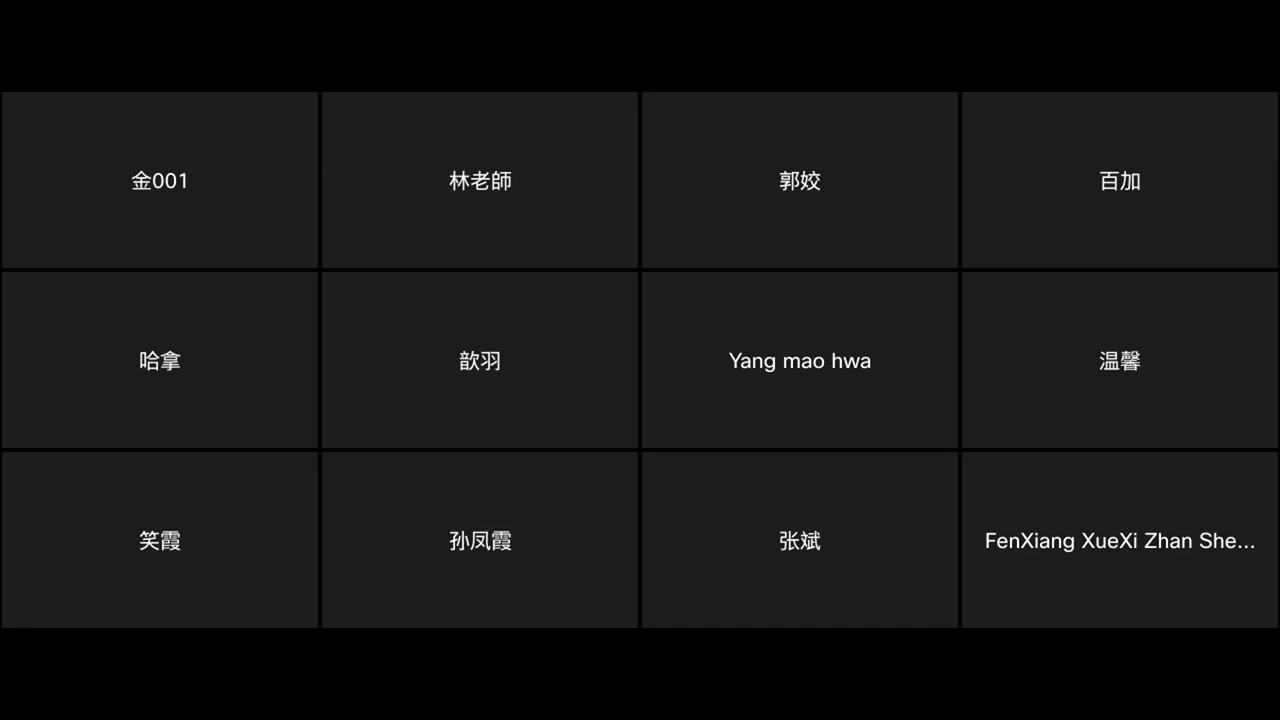 金001
林老師
郭姣
百加
哈拿
歆羽
Yang mao hwa
温馨
笑霞
孙凤霞
张斌
FenXiang XueXi Zhan She...